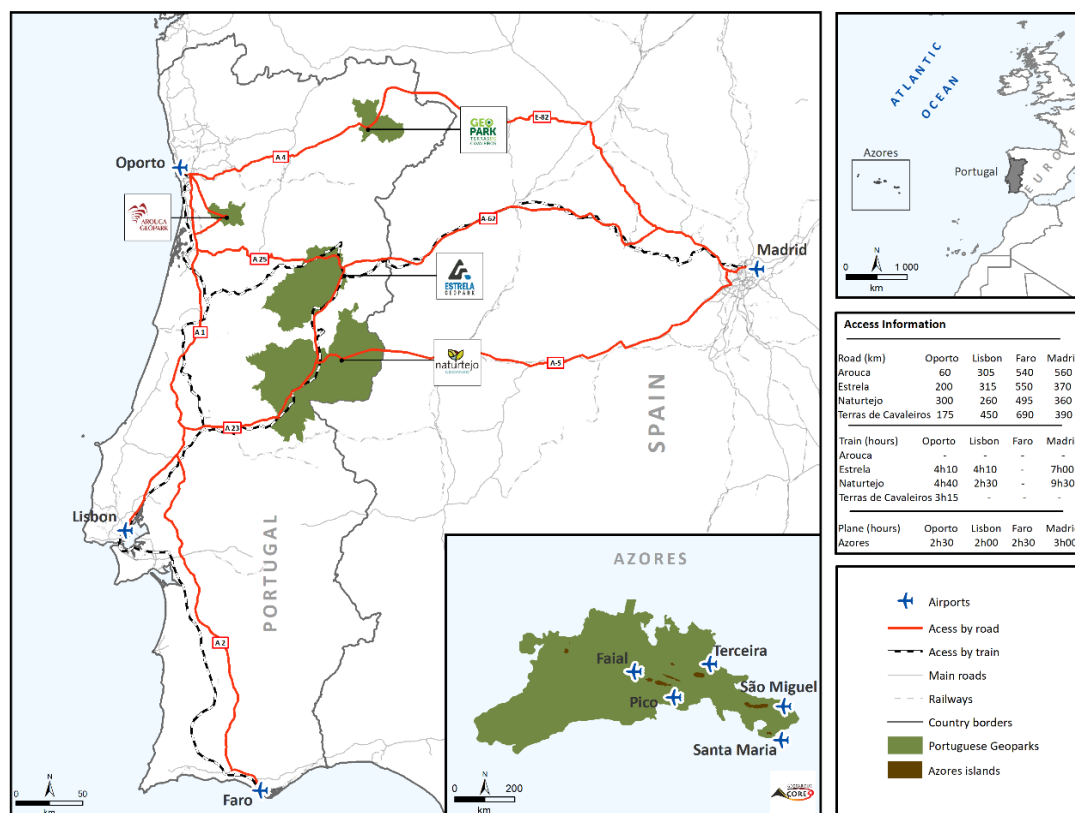 Oporto
A 4
GEO
PARK
TERRAS DE
CAVALEIROS
E-82
AROUCA
GEOPARK
A 25
A-62
Madrid
ESTRELA
GEOPARK
A 1
naturtejo
A-5
A 23
SPAIN
Lisbon
PORTUGAL
A 2
Faro
N
0 50
km
AZORES
Faial
Terceira
Pico
São Miguel
Santa Maria
N
0 200
km
ATLANTIC
OCEAN
Azores
Portugal
EUROPE
N
0 1 000
km
Access Information
Road (km) Oporto Lisbon Faro Madri
Arouca 60 305 540 560
Estrela 200 315 550 370
Naturtejo 300 260 495 360
Terras de Cavaleiros 175 450 690 390
Train (hours) Oporto Lisbon Faro Madri
Arouca - - - -
Estrela 4h10 4h10 - 7h00
Naturtejo 4h40 2h30 - 9h30
Terras de Cavaleiros 3h15 - - -
Plane (hours) Oporto Lisbon Faro Madri
Azores 2h30 2h00 2h30 3h00
Airports
Acess by road
Acess by train
Main roads
Railways
Country borders
Portuguese Geoparks
Azores islands